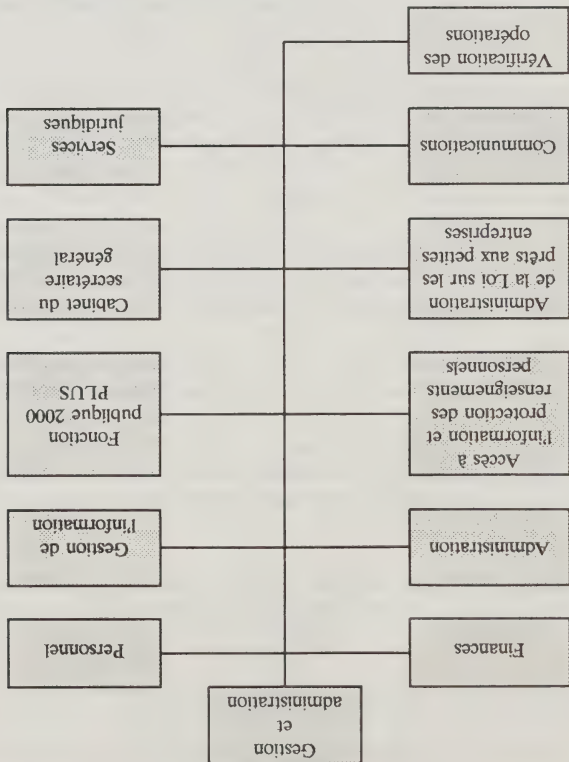 Gestion
et
administration
Finances
Personnel
Administration
Gestion de
l'information
Accès à
l'information et
protection des
renseignements
personnels
Fonction
publique 2000
PLUS
Administration
de la Loi sur les
prêts aux petites
entreprises
Cabinet du
secrétaire
général
Communications
Services
juridiques
Vérification des
opérations